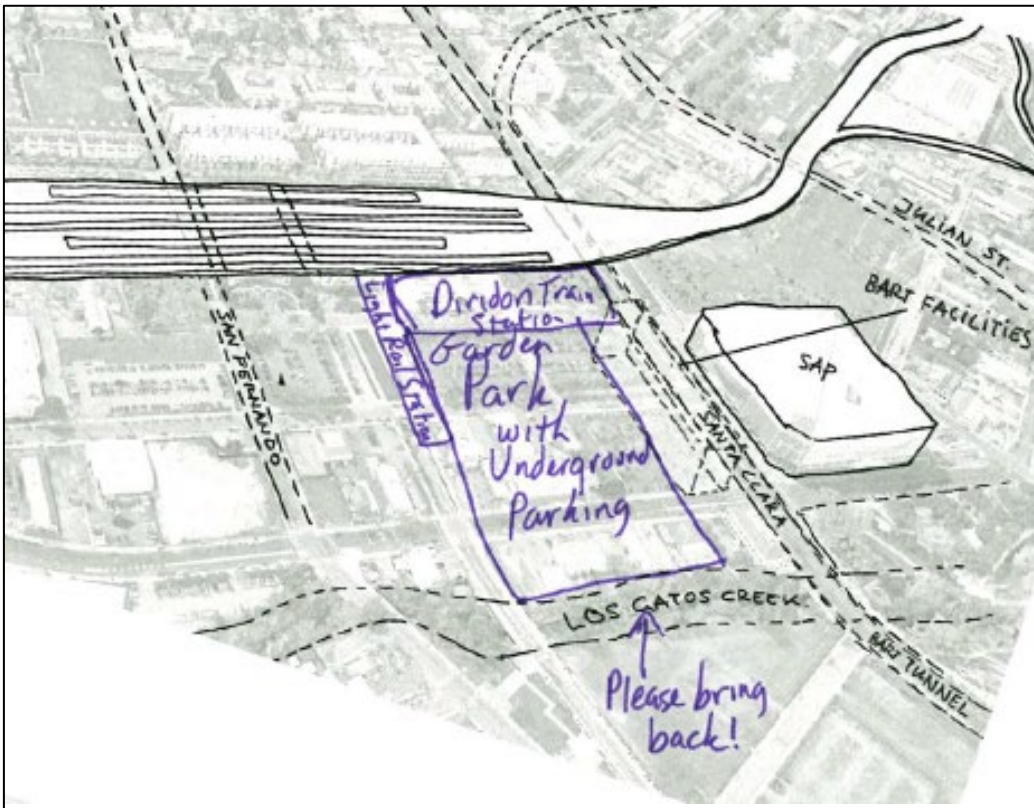 JULIAN ST.
BART FACILITIES
SAP
Diridon Train
Station
Light Rail Station
SAN FERNANDO
Garden
Park
with
Underground
Parking
SANTA CLARA
LOS GATOS CREEK
BART TUNNEL
Please bring
back!